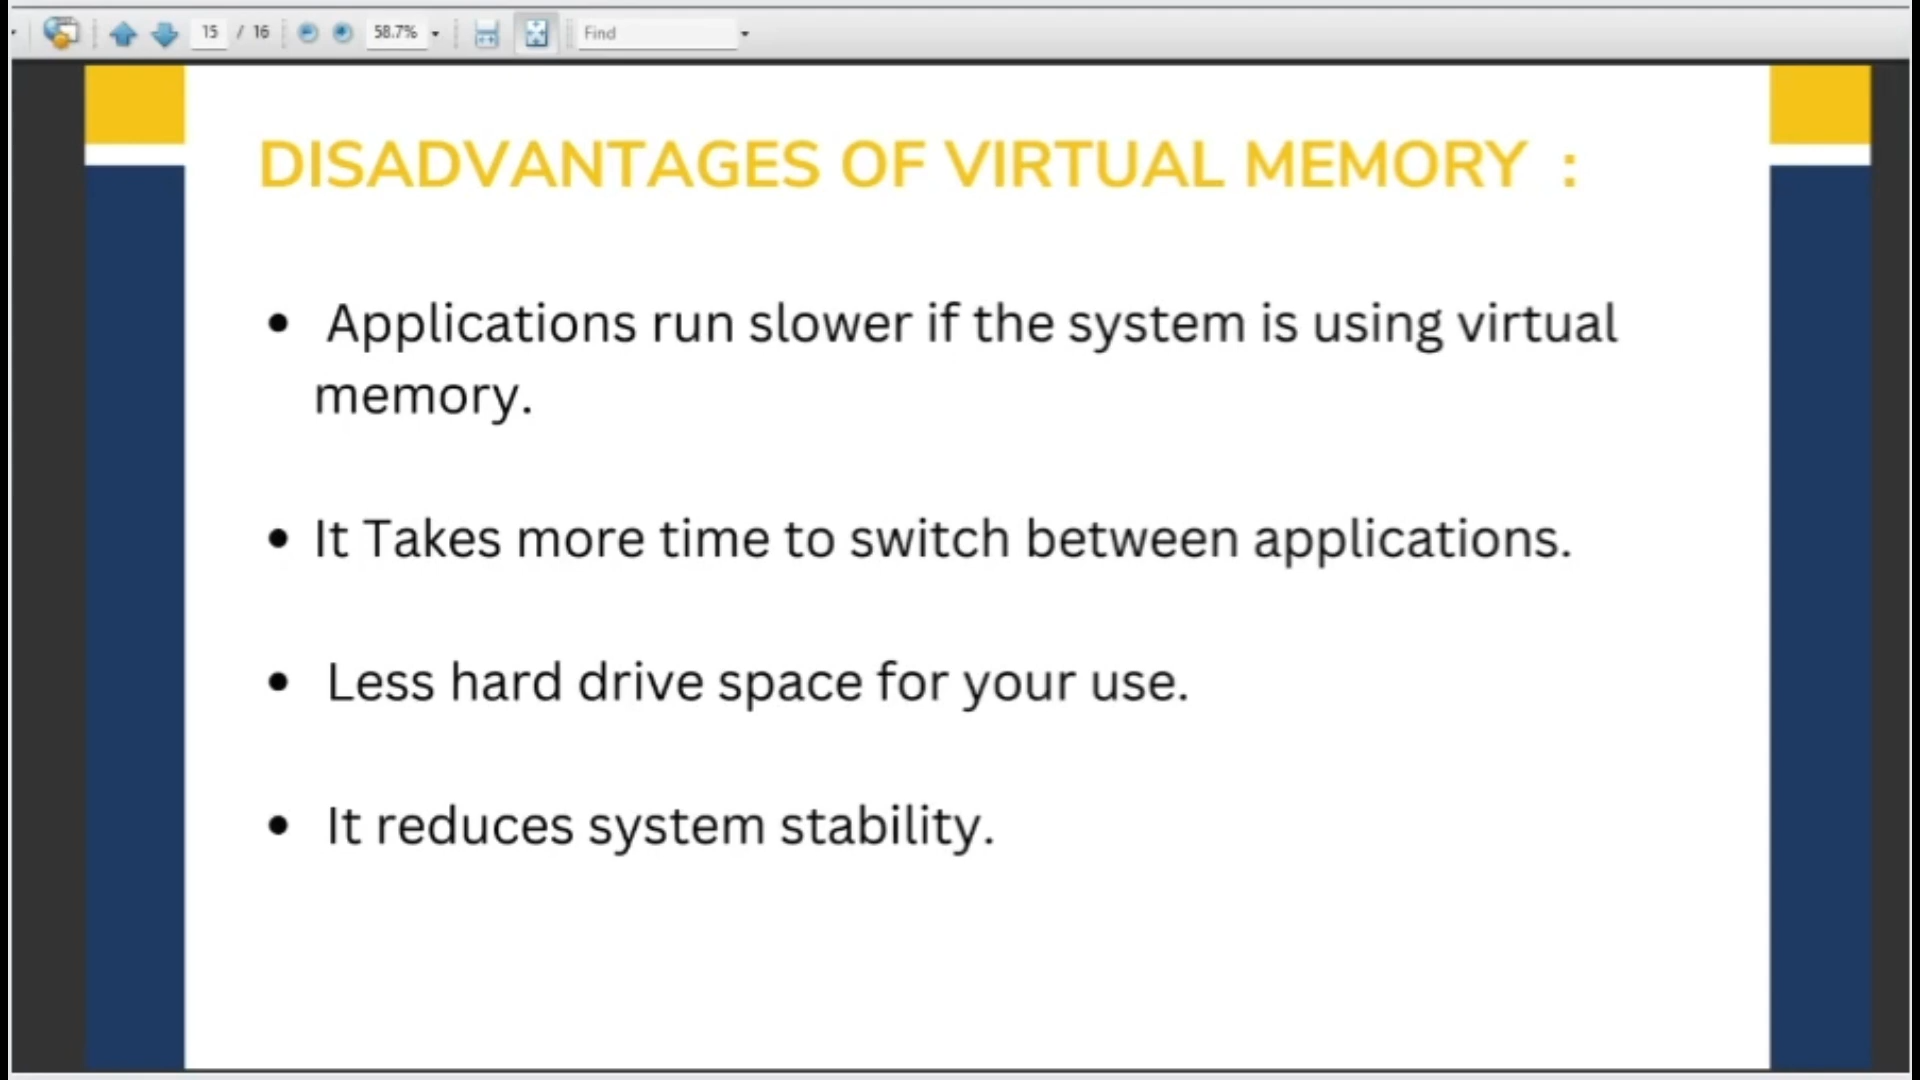 15 / 16 58.7% Find
DISADVANTAGES OF VIRTUAL MEMORY :
• Applications run slower if the system is using virtual
memory.
• It Takes more time to switch between applications.
• Less hard drive space for your use.
• It reduces system stability.